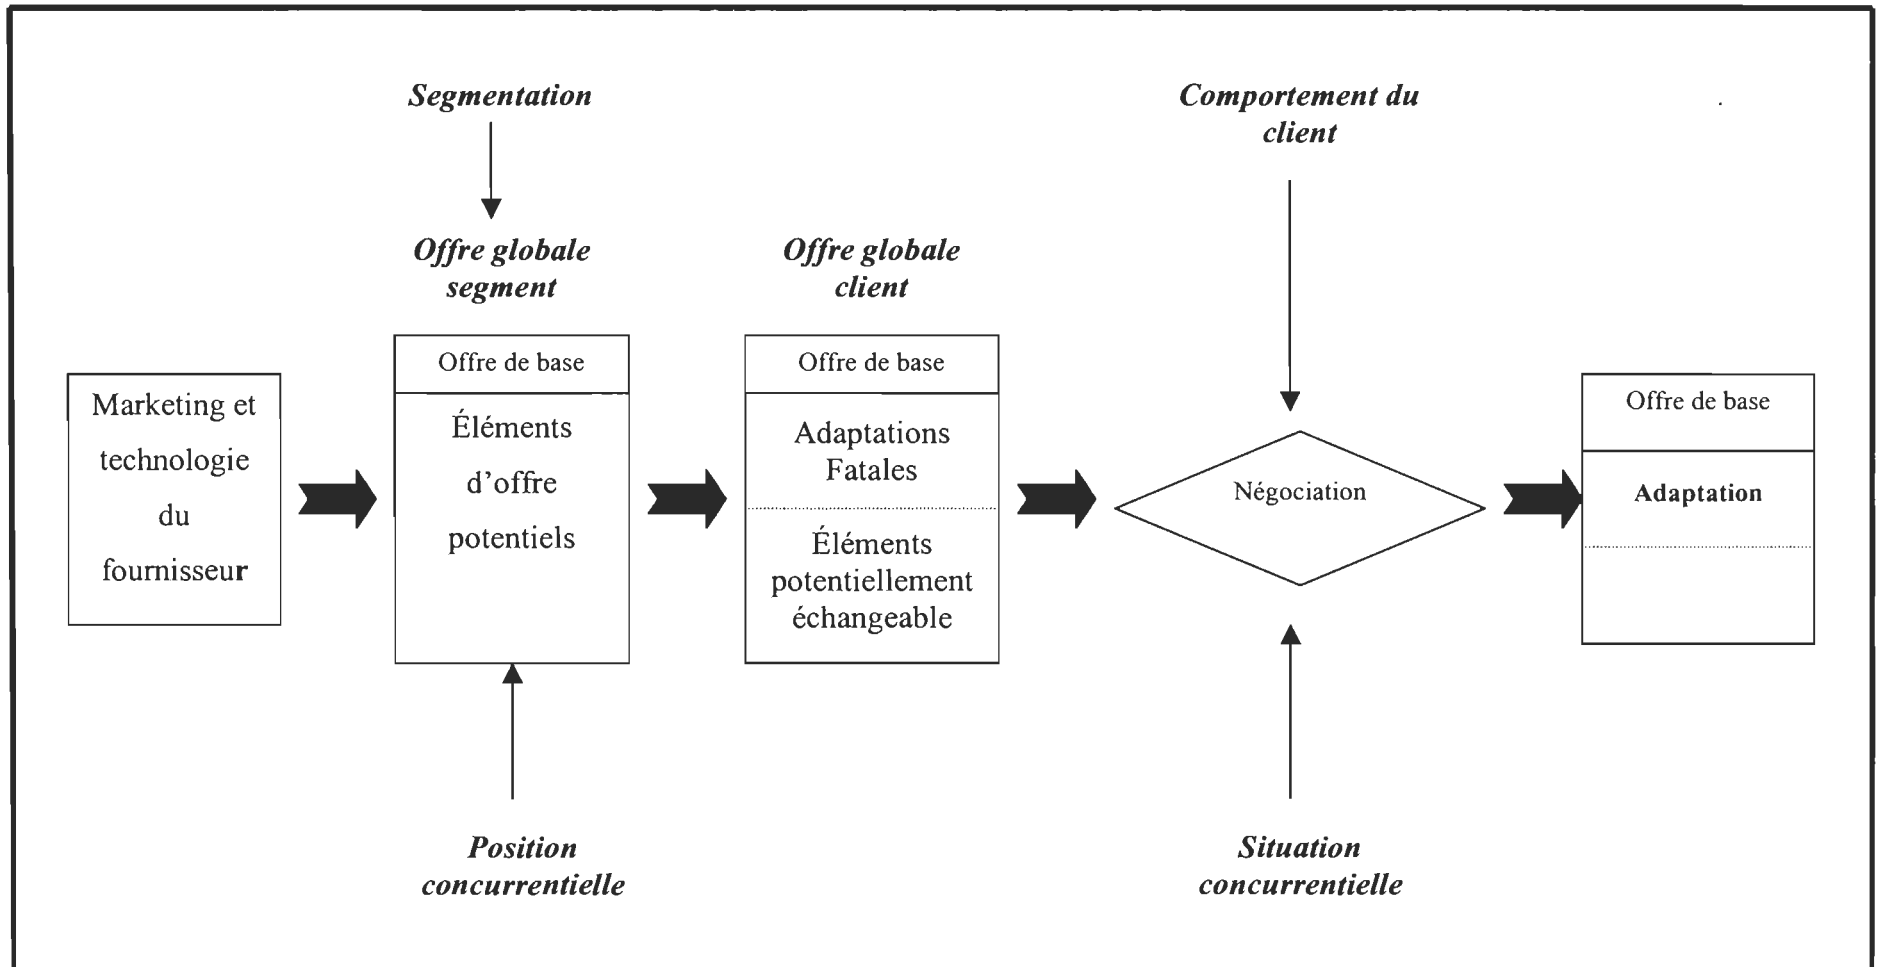 Segmentation
Comportement du
client
Offre globale
segment
Offre globale
client
Marketing et
technologie
du
fournisseur
Offre de base
Éléments
d'offre
potentiels
Offre de base
Adaptations
Fatales
Éléments
potentiellement
échangeable
Négociation
Offre de base
Adaptation
Position
concurrentielle
Situation
concurrentielle